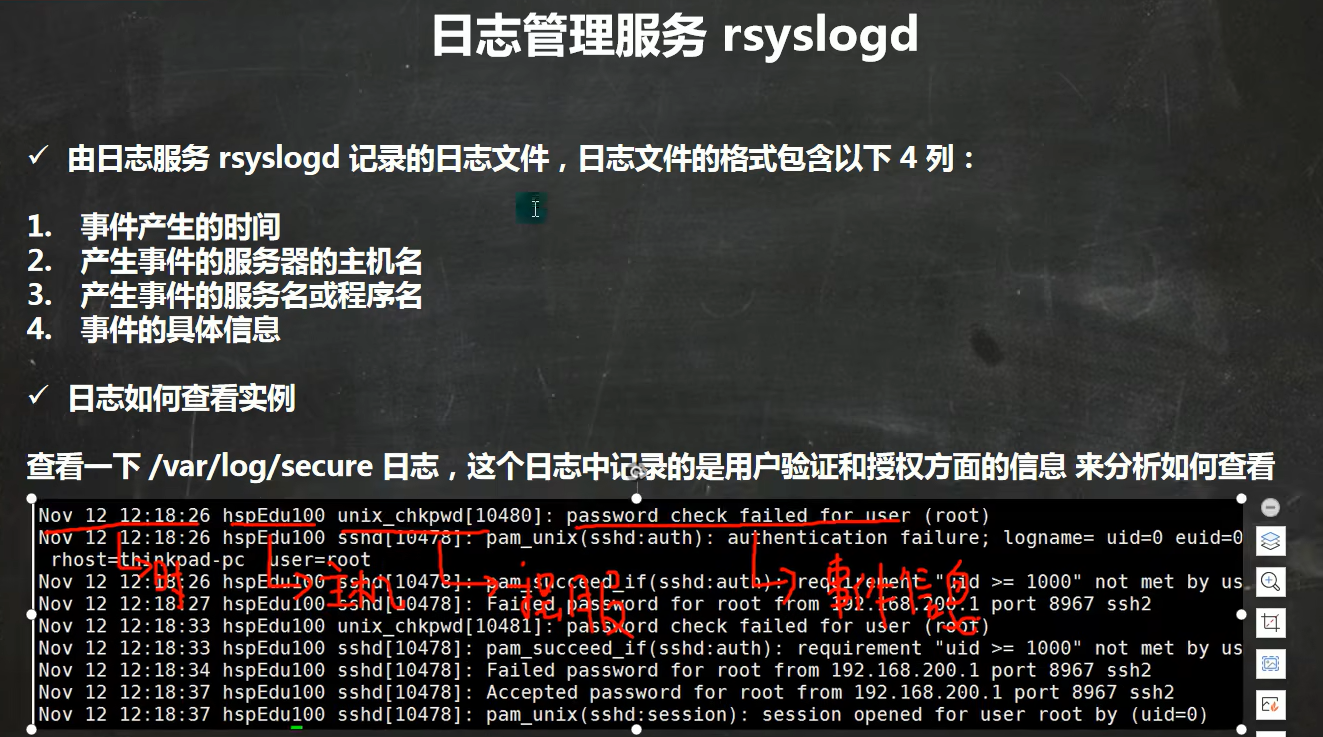 日志管理服务 rsyslogd
✓ 由日志服务 rsyslogd 记录的日志文件，日志文件的格式包含以下 4 列：
1. 事件产生的时间
2. 产生事件的服务器的主机名
3. 产生事件的服务名或程序名
4. 事件的具体信息
✓ 日志如何查看实例
查看一下 /var/log/secure 日志，这个日志中记录的是用户验证和授权方面的信息 来分析如何查看
Nov 12 12:18:26 hspEdu100 unix_chkpwd[10480]: password check failed for user (root)
Nov 12 12:18:26 hspEdu100 sshd[10478]: pam_unix(sshd:auth): authentication failure; logname= uid=0 euid=0
rhost=thinkpad-pc user=root
Nov 12 12:18:26 hspEdu100 sshd[10478]: pam_succeed_if(sshd:auth): requirement "uid >= 1000" not met by us
Nov 12 12:18:27 hspEdu100 sshd[10478]: Failed password for root from 192.168.200.1 port 8967 ssh2
Nov 12 12:18:33 hspEdu100 unix_chkpwd[10481]: password check failed for user (root)
Nov 12 12:18:33 hspEdu100 sshd[10478]: pam_succeed_if(sshd:auth): requirement "uid >= 1000" not met by us
Nov 12 12:18:34 hspEdu100 sshd[10478]: Failed password for root from 192.168.200.1 port 8967 ssh2
Nov 12 12:18:37 hspEdu100 sshd[10478]: Accepted password for root from 192.168.200.1 port 8967 ssh2
Nov 12 12:18:37 hspEdu100 sshd[10478]: pam_unix(sshd:session): session opened for user root by (uid=0)
时
主机
事件信息